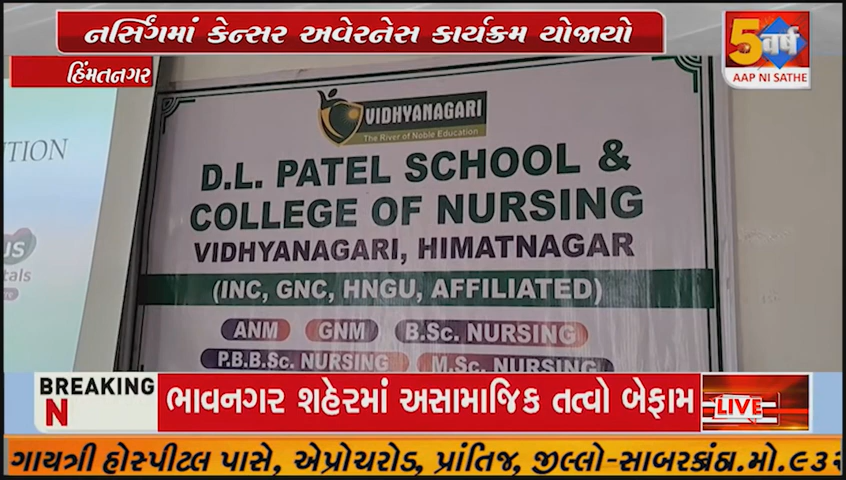 નર્સિંગમાં કેન્સર અવેરનેસ કાર્યક્રમ યોજાયો
હિંમતનગર
5 વર્ષ
AAP NI SATHE
VIDHYANAGARI
The River of Noble Education
D.L. PATEL SCHOOL &
COLLEGE OF NURSING
VIDHYANAGARI, HIMATNAGAR
(INC, GNC, HNGU, AFFILIATED)
ANM GNM B.Sc. NURSING
P.B.B.Sc. NURSING M.Sc. NURSING
BREAKING
N
ભાવનગર શહેરમાં અસામાજિક તત્વો બેફામ
LIVE
ગાયત્રી હોસ્પીટલ પાસે, એપ્રોચરોડ, પ્રાંતિજ, જીલ્લો-સાબરકાંઠા.મો.૯૩૨